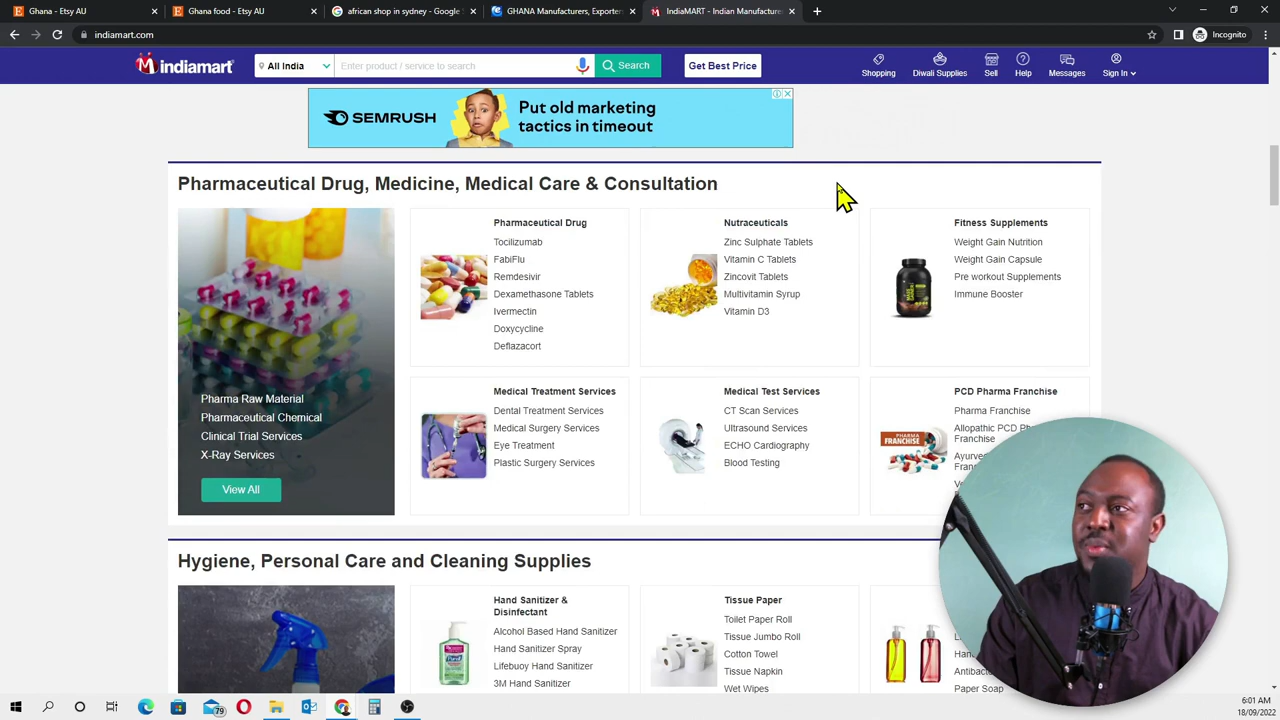 Ghana - Etsy AU
Ghana food - Etsy AU
african shop in sydney - Google
GHANA Manufacturers, Exporter
IndiaMART - Indian Manufacture
indiamart.com
Incognito
indiamart
All India
Enter product / service to search
Search
Get Best Price
Shopping
Diwali Supplies
Sell
Help
Messages
Sign In
SEMRUSH
Put old marketing
tactics in timeout
Pharmaceutical Drug, Medicine, Medical Care & Consultation
Pharma Raw Material
Pharmaceutical Chemical
Clinical Trial Services
X-Ray Services
View All
Pharmaceutical Drug
Tocilizumab
FabiFlu
Remdesivir
Dexamethasone Tablets
Ivermectin
Doxycycline
Deflazacort
Nutraceuticals
Zinc Sulphate Tablets
Vitamin C Tablets
Zincovit Tablets
Multivitamin Syrup
Vitamin D3
Fitness Supplements
Weight Gain Nutrition
Weight Gain Capsule
Pre workout Supplements
Immune Booster
Medical Treatment Services
Dental Treatment Services
Medical Surgery Services
Eye Treatment
Plastic Surgery Services
Medical Test Services
CT Scan Services
Ultrasound Services
ECHO Cardiography
Blood Testing
PHARMA
FRANCHISE
PCD Pharma Franchise
Pharma Franchise
Allopathic PCD Ph
Franchise
Hygiene, Personal Care and Cleaning Supplies
Hand Sanitizer &
Disinfectant
Alcohol Based Hand Sanitizer
Hand Sanitizer Spray
Lifebuoy Hand Sanitizer
3M Hand Sanitizer
Tissue Paper
Toilet Paper Roll
Tissue Jumbo Roll
Cotton Towel
Tissue Napkin
Wet Wipes
Paper Soap
79
6:01 AM
18/09/2022